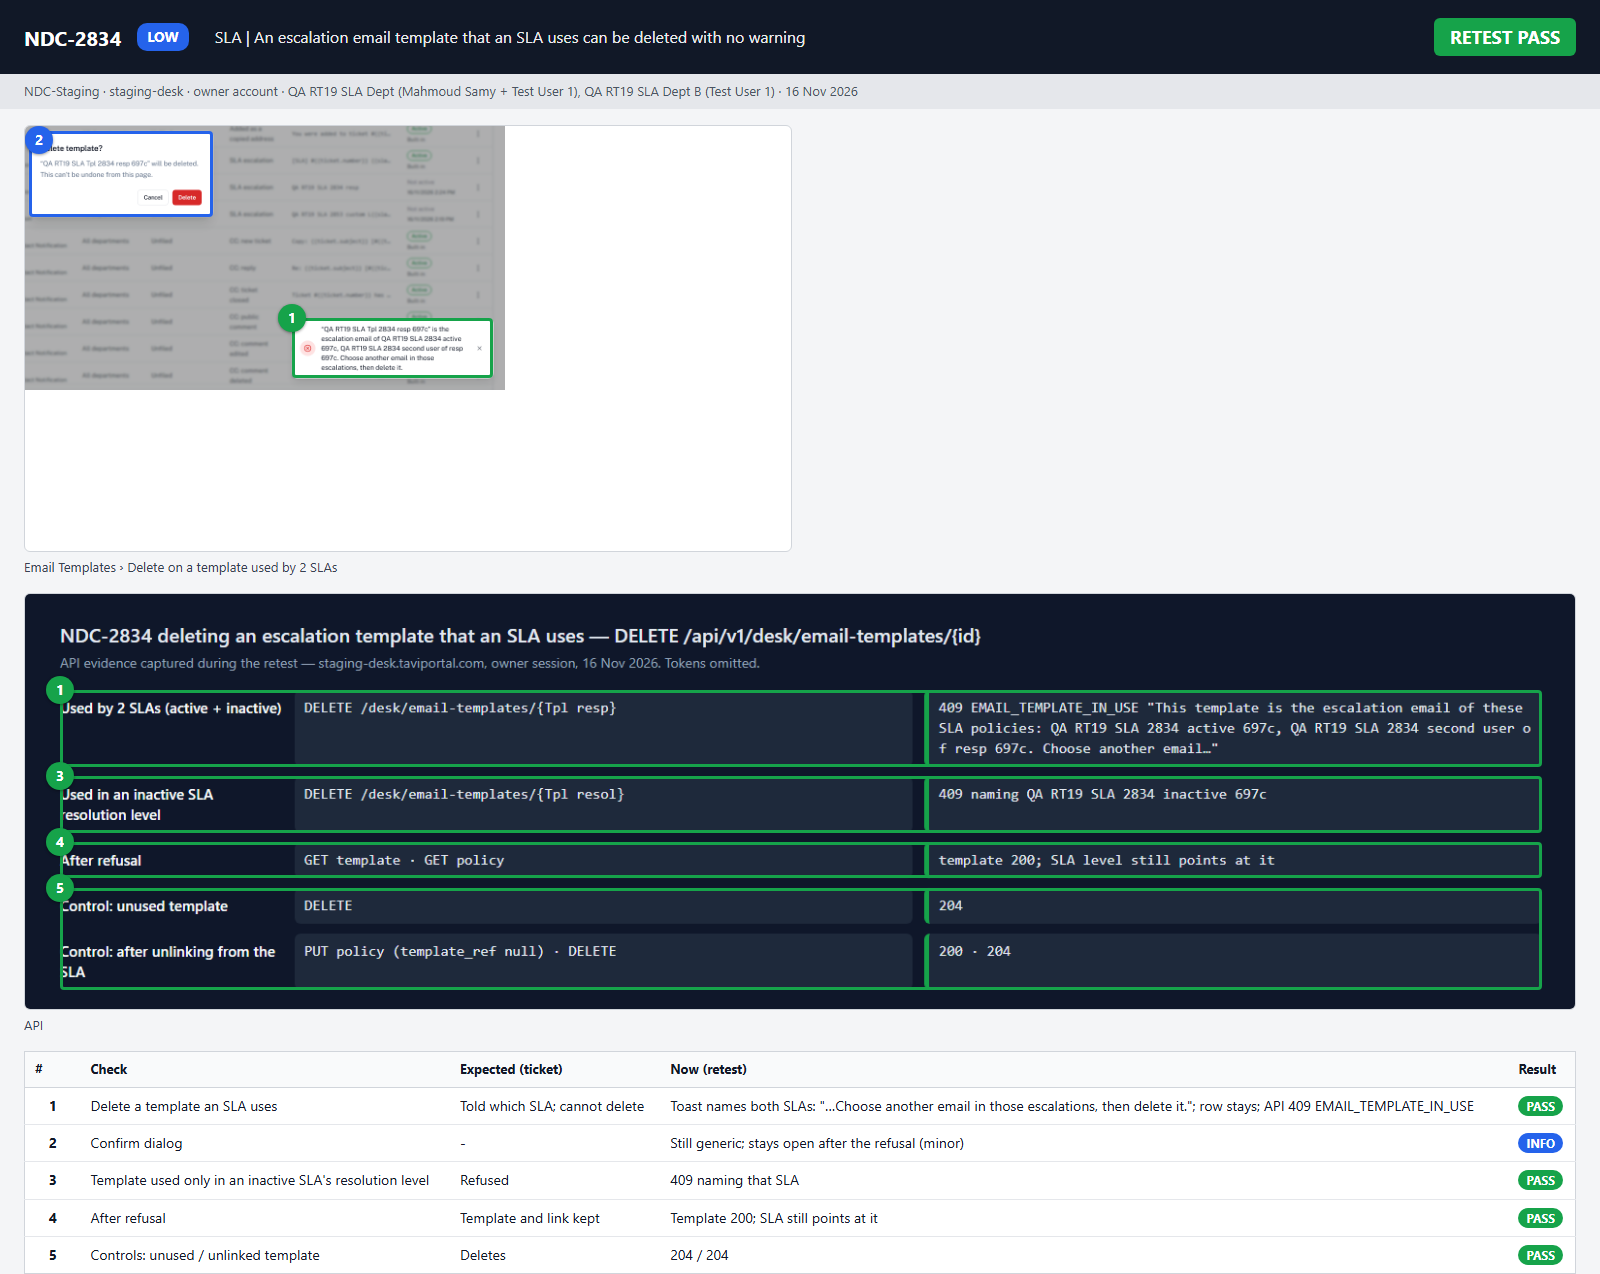 NDC-2834 LOW SLA | An escalation email template that an SLA uses can be deleted with no warning RETEST PASS
NDC-Staging · staging-desk · owner account · QA RT19 SLA Dept (Mahmoud Samy + Test User 1), QA RT19 SLA Dept B (Test User 1) · 16 Nov 2026
2
lete template?
"QA RT19 SLA Tpl 2834 resp 697c" will be deleted.
This can't be undone from this page.
Cancel Delete
1
"QA RT19 SLA Tpl 2834 resp 697c" is the
escalation email of QA RT19 SLA 2834 active
697c, QA RT19 SLA 2834 second user of resp
697c. Choose another email in those
escalations, then delete it.
Email Templates › Delete on a template used by 2 SLAs
NDC-2834 deleting an escalation template that an SLA uses — DELETE /api/v1/desk/email-templates/{id}
API evidence captured during the retest — staging-desk.taviportal.com, owner session, 16 Nov 2026. Tokens omitted.
1
Used by 2 SLAs (active + inactive) DELETE /desk/email-templates/{Tpl resp} 409 EMAIL_TEMPLATE_IN_USE "This template is the escalation email of these
SLA policies: QA RT19 SLA 2834 active 697c, QA RT19 SLA 2834 second user o
f resp 697c. Choose another email…"
3
Used in an inactive SLA DELETE /desk/email-templates/{Tpl resol} 409 naming QA RT19 SLA 2834 inactive 697c
resolution level
4
After refusal GET template · GET policy template 200; SLA level still points at it
5
Control: unused template DELETE 204
Control: after unlinking from the PUT policy (template_ref null) · DELETE 200 · 204
SLA
API
# Check Expected (ticket) Now (retest) Result
1 Delete a template an SLA uses Told which SLA; cannot delete Toast names both SLAs: "...Choose another email in those escalations, then delete it."; row stays; API 409 EMAIL_TEMPLATE_IN_USE PASS
2 Confirm dialog - Still generic; stays open after the refusal (minor) INFO
3 Template used only in an inactive SLA's resolution level Refused 409 naming that SLA PASS
4 After refusal Template and link kept Template 200; SLA still points at it PASS
5 Controls: unused / unlinked template Deletes 204 / 204 PASS